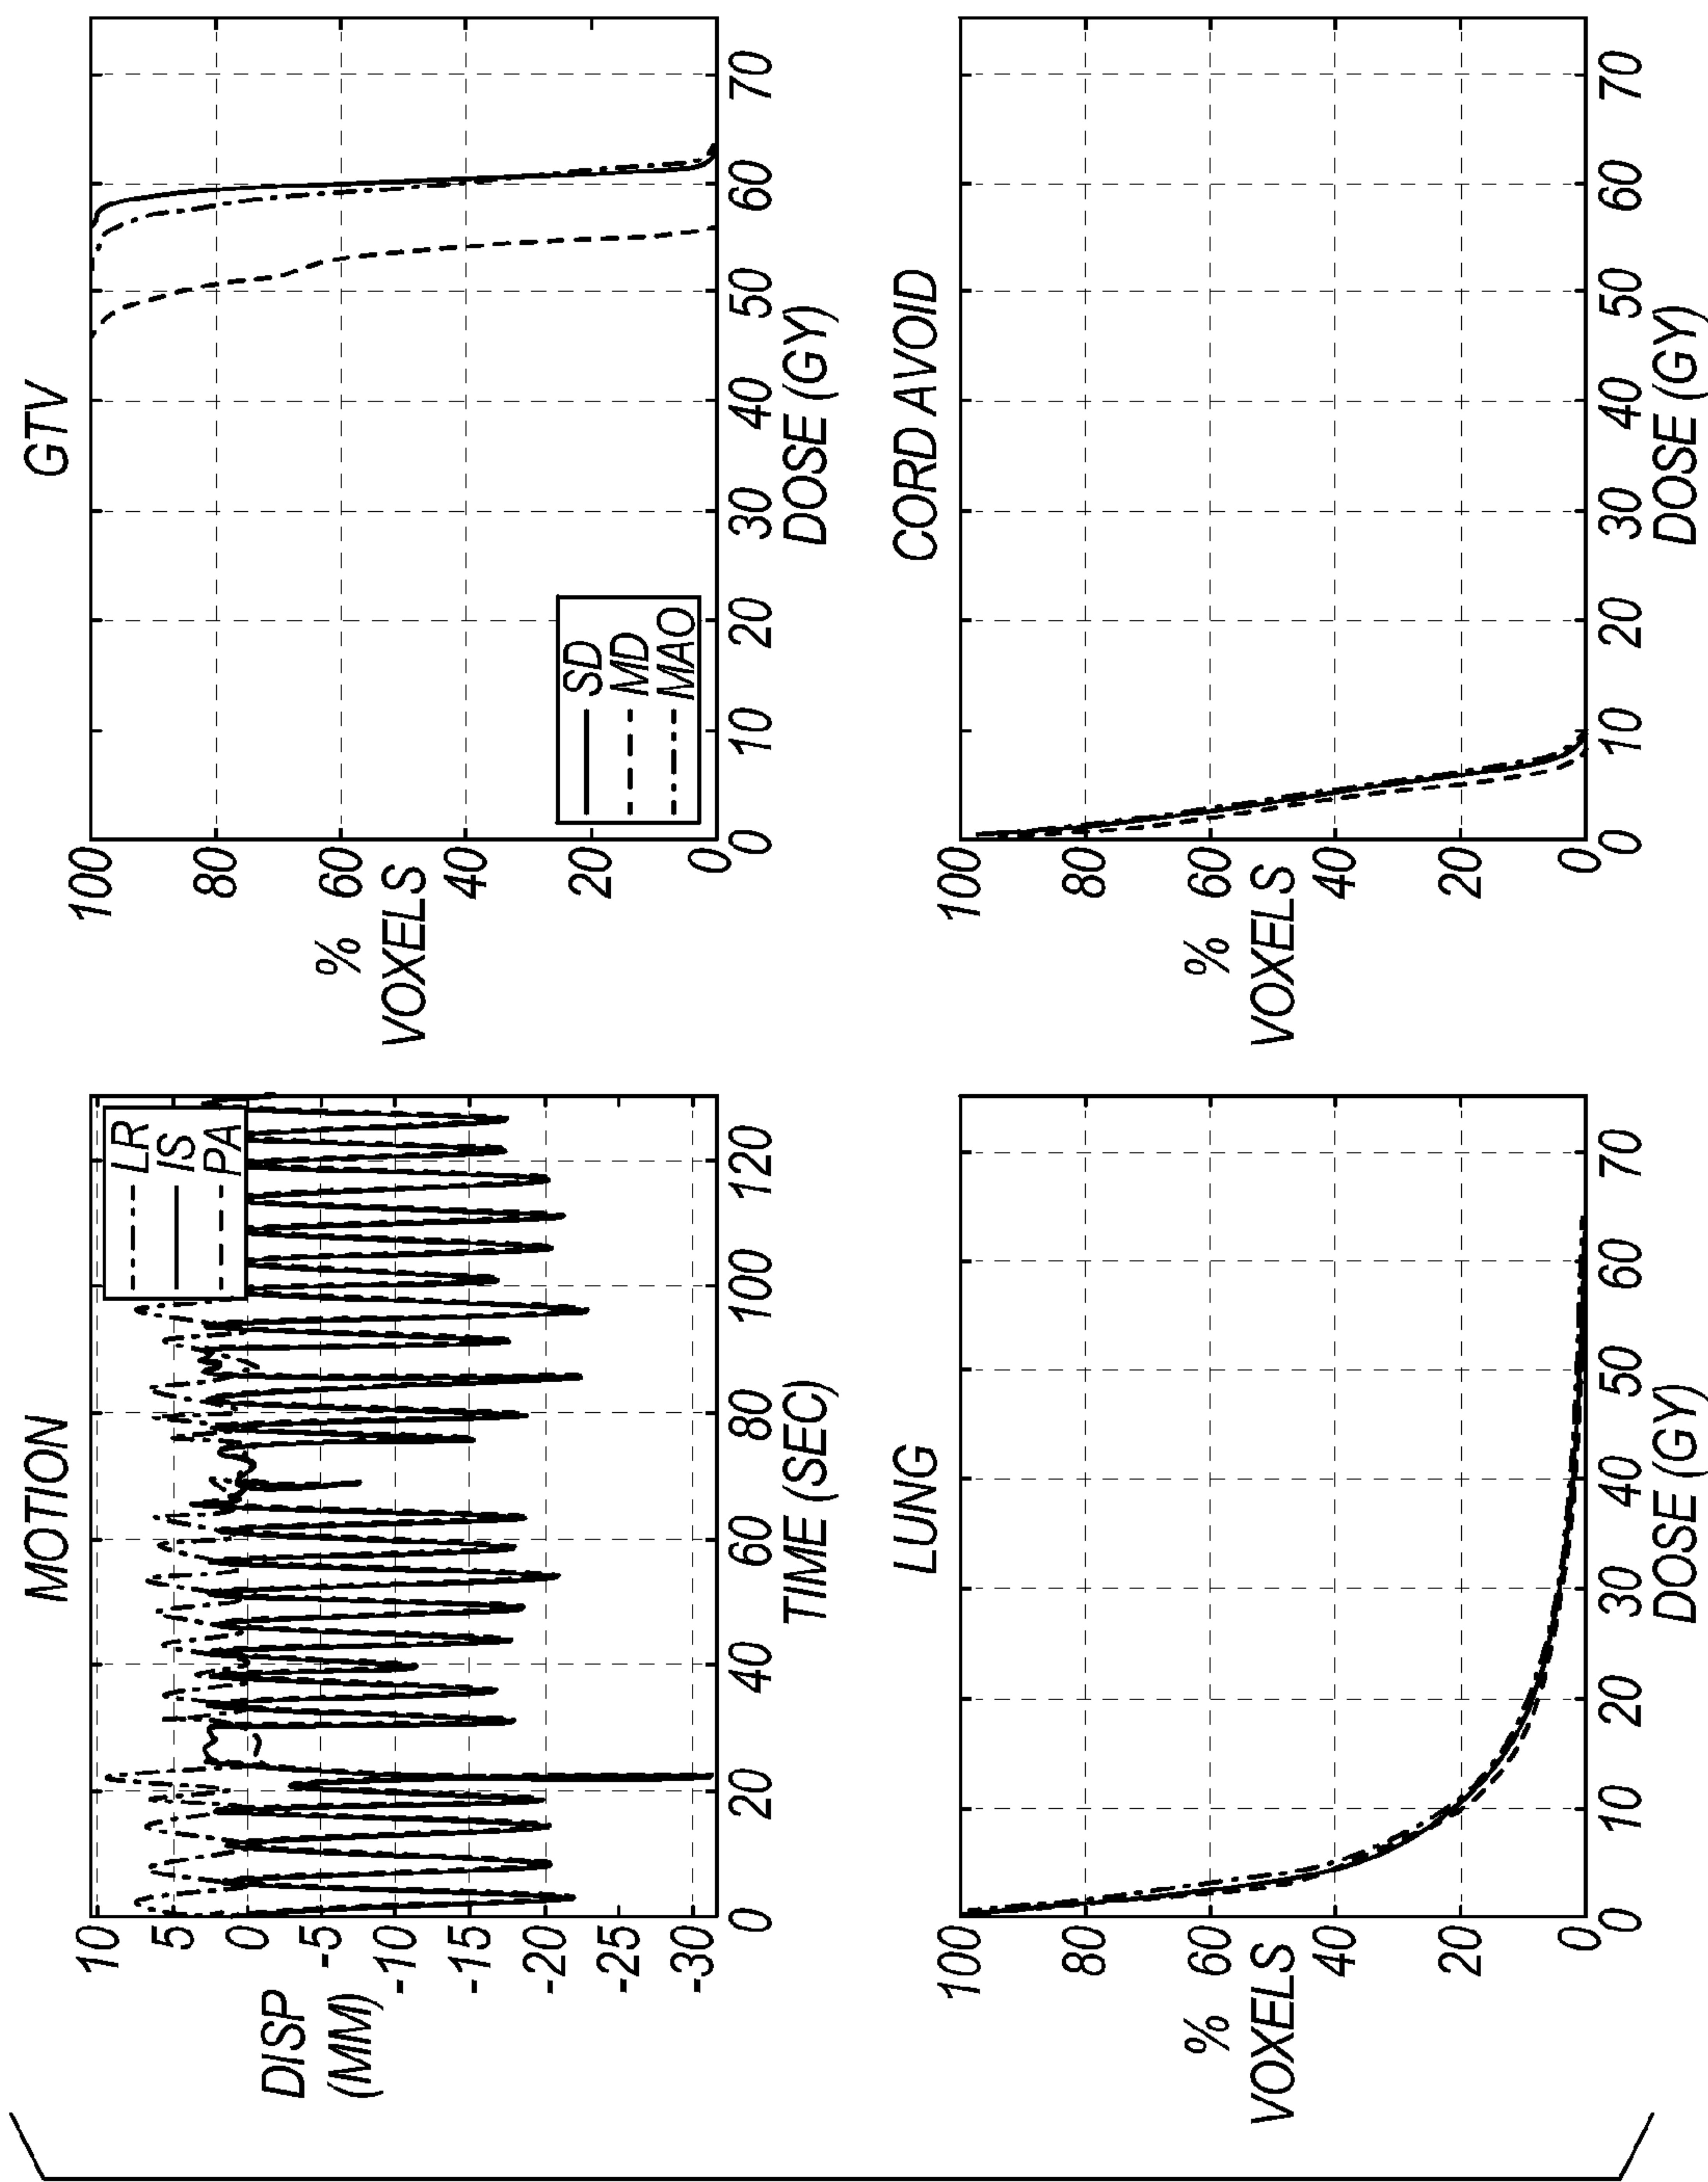 MOTION
DISP
(MM)
10
5
0
-5
-10
-15
-20
-25
-30
LR
IS
PA
0 20 40 60 80 100 120
TIME (SEC)
GTV
%
VOXELS
100
80
60
40
20
0
SD
MD
MAO
0 10 20 30 40 50 60 70
DOSE (GY)
LUNG
%
VOXELS
100
80
60
40
20
0
0 10 20 30 40 50 60 70
DOSE (GY)
CORD AVOID
%
VOXELS
100
80
60
40
20
0
0 10 20 30 40 50 60 70
DOSE (GY)